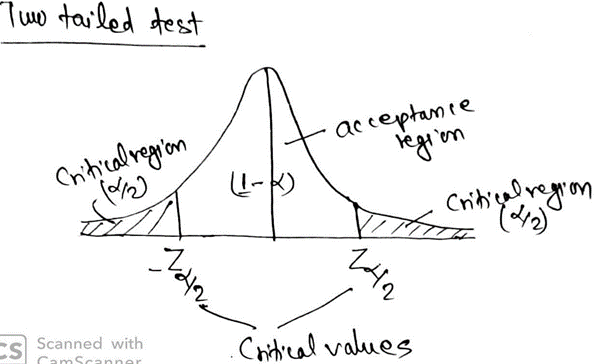 Two tailed test
acceptance
region
Critical region
(α/2)
(1-α)
Critical region
(α/2)
-Zα/2
Zα/2
Critical values
CS
Scanned with
CamScanner